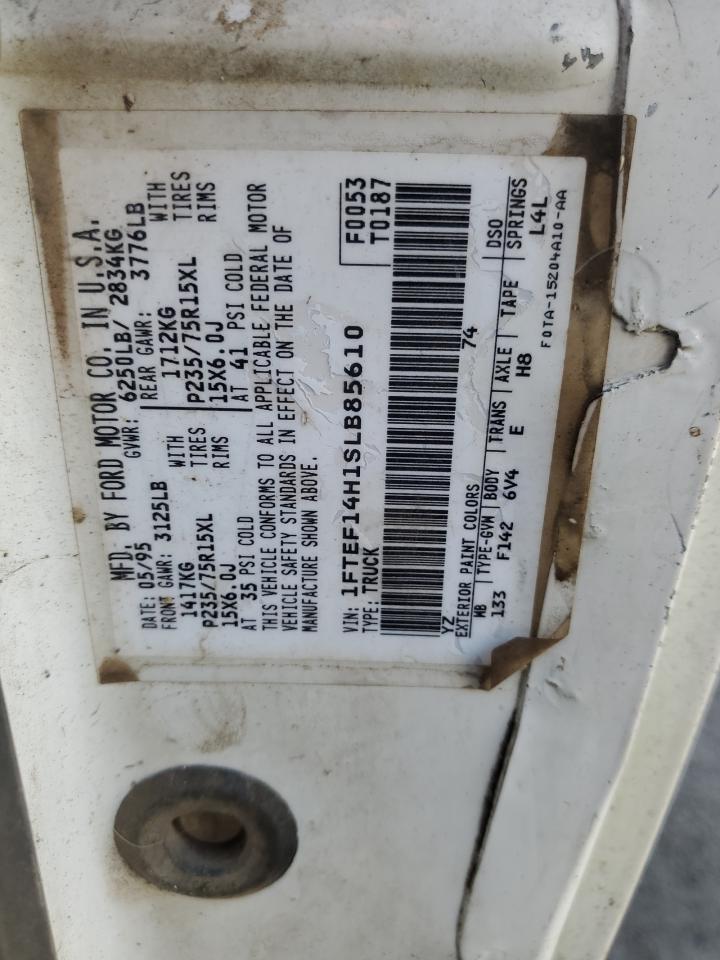 MFD. BY FORD MOTOR CO. IN U.S.A.
DATE: 05/95 GVWR: 6250LB/ 2834KG
FRONT GAWR: 3125LB REAR GAWR: 3776LB
1417KG WITH 1712KG WITH
P235/75R15XL TIRES P235/75R15XL TIRES
15X6.0J RIMS 15X6.0J RIMS
AT 35 PSI COLD AT 41 PSI COLD
THIS VEHICLE CONFORMS TO ALL APPLICABLE FEDERAL MOTOR
VEHICLE SAFETY STANDARDS IN EFFECT ON THE DATE OF
MANUFACTURE SHOWN ABOVE.
VIN: 1FTEF14H1SLB85610 F0053
TYPE: TRUCK T0187
YZ 74
EXTERIOR PAINT COLORS DSO
WB TYPE-GVW BODY TRANS AXLE TAPE SPRINGS
133 F142 6V4 E H8 L4L
F0TA-15204A10-AA